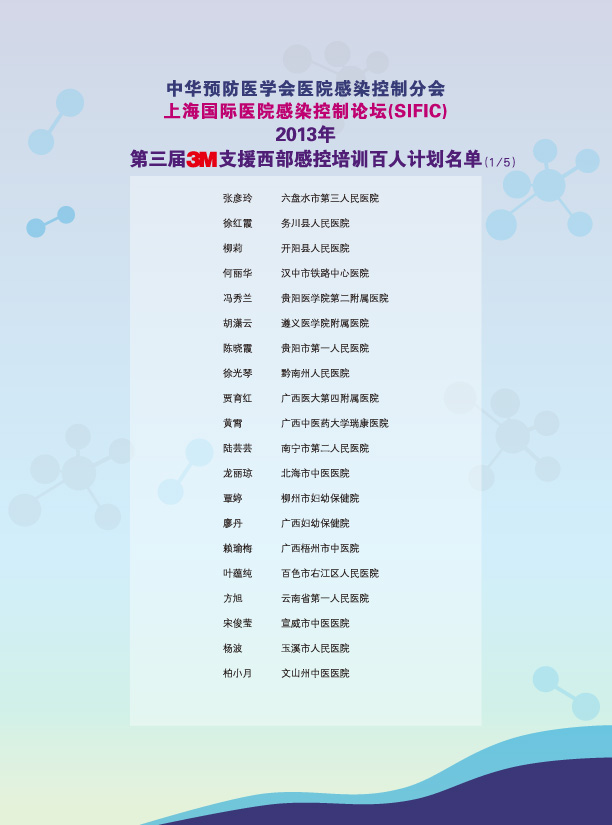 中华预防医学会医院感染控制分会
上海国际医院感染控制论坛(SIFIC)
2013年
第三届3M支援西部感控培训百人计划名单(1/5)
张彦玲 六盘水市第三人民医院
徐红霞 务川县人民医院
柳莉 开阳县人民医院
何丽华 汉中市铁路中心医院
冯秀兰 贵阳医学院第二附属医院
胡潇云 遵义医学院附属医院
陈晓霞 贵阳市第一人民医院
徐光琴 黔南州人民医院
贾育红 广西医大第四附属医院
黄霄 广西中医药大学瑞康医院
陆芸芸 南宁市第二人民医院
龙丽琼 北海市中医医院
覃婷 柳州市妇幼保健院
廖丹 广西妇幼保健院
赖瑜梅 广西梧州市中医院
叶蕴纯 百色市右江区人民医院
方旭 云南省第一人民医院
宋俊莹 宣威市中医医院
杨波 玉溪市人民医院
柏小月 文山州中医医院